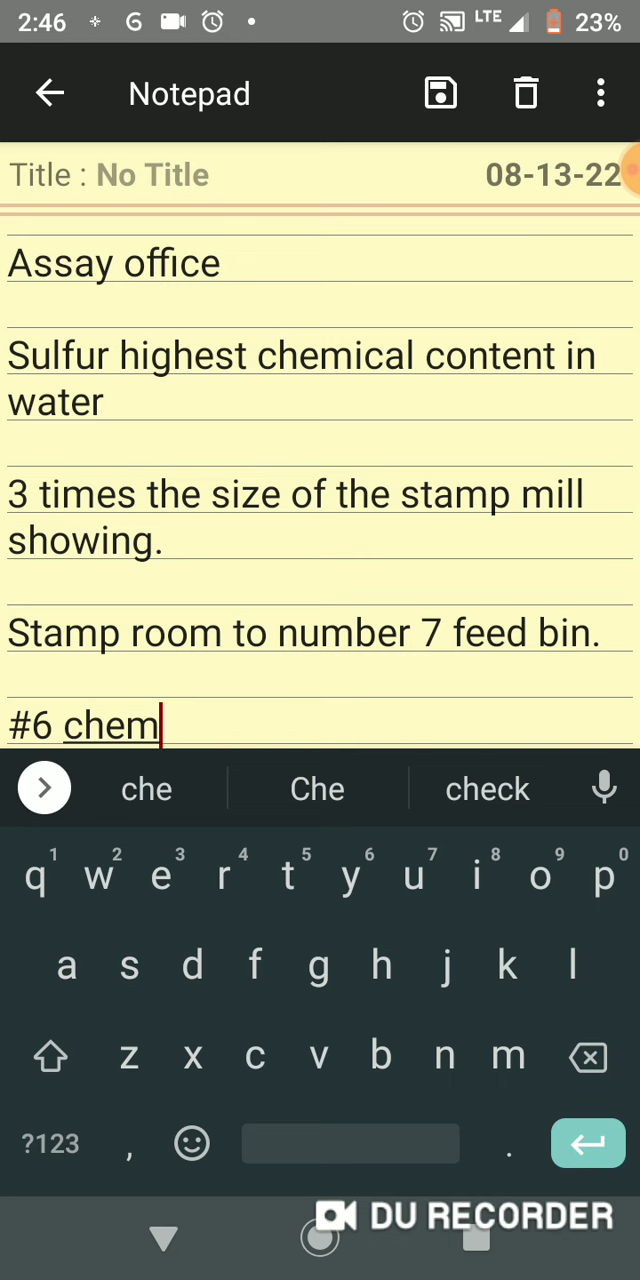 2:46 G LTE 23%
Notepad
Title : No Title 08-13-22
Assay office
Sulfur highest chemical content in
water
3 times the size of the stamp mill
showing.
Stamp room to number 7 feed bin.
#6 chem
che Che check
1 2 3 4 5 6 7 8 9 0
q w e r t y u i o p
a s d f g h j k l
z x c v b n m
?123 , .
DU RECORDER